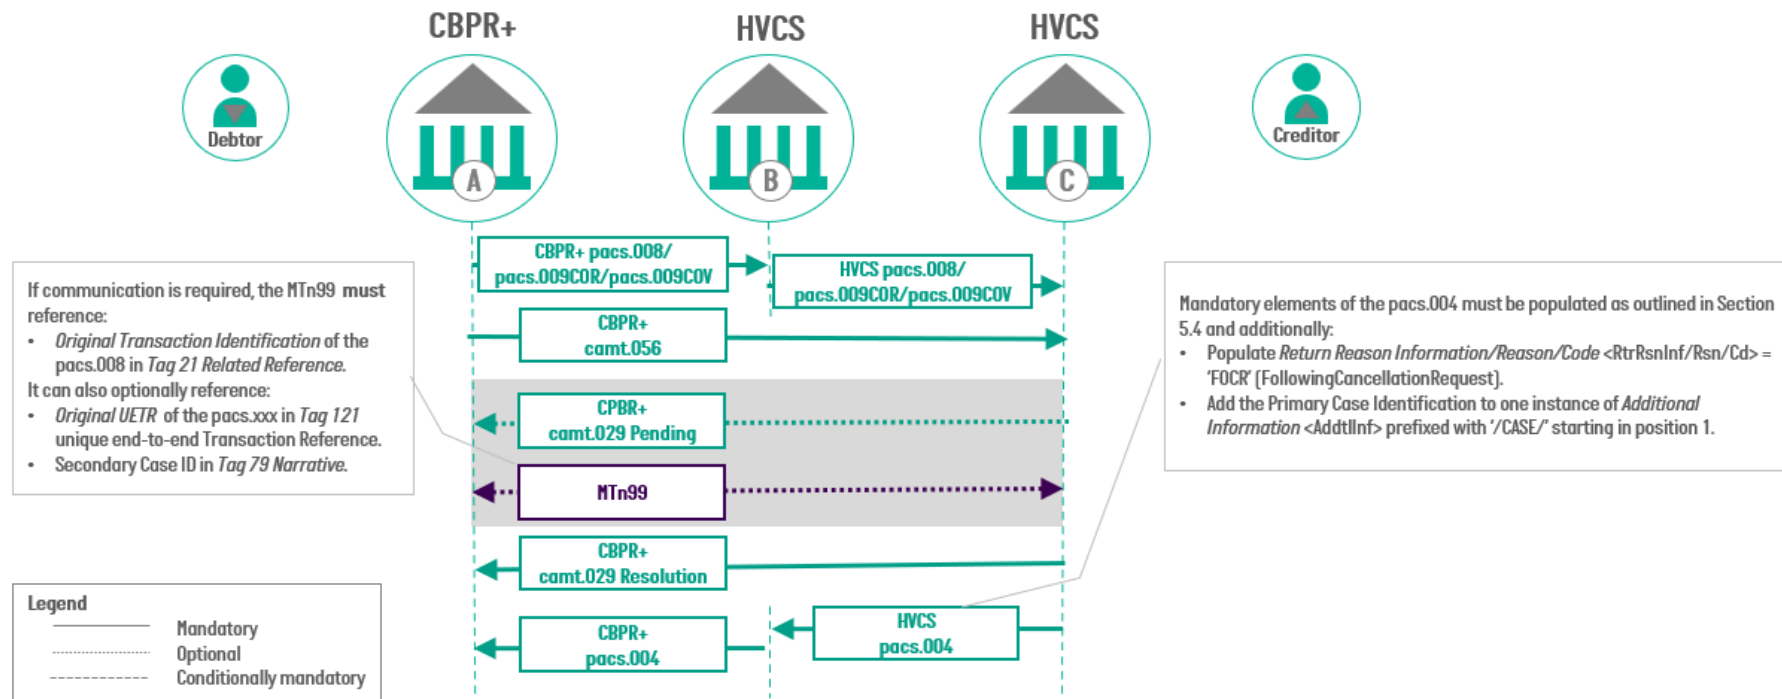 CBPR+
HVCS
HVCS
Debtor
A
B
C
Creditor
CBPR+ pacs.008/
pacs.009COR/pacs.009COV
HVCS pacs.008/
pacs.009COR/pacs.009COV
CBPR+
camt.056
CPBR+
camt.029 Pending
MTn99
CBPR+
camt.029 Resolution
CBPR+
pacs.004
HVCS
pacs.004
If communication is required, the MTn99 must
reference:
• Original Transaction Identification of the
pacs.008 in Tag 21 Related Reference.
It can also optionally reference:
• Original UETR of the pacs.xxx in Tag 121
unique end-to-end Transaction Reference.
• Secondary Case ID in Tag 79 Narrative.
Mandatory elements of the pacs.004 must be populated as outlined in Section
5.4 and additionally:
• Populate Return Reason Information/Reason/Code <RtrRsnInf/Rsn/Cd> =
'FOCR' (FollowingCancellationRequest).
• Add the Primary Case Identification to one instance of Additional
Information <AddtlInf> prefixed with '/CASE/' starting in position 1.
Legend
Mandatory
Optional
Conditionally mandatory